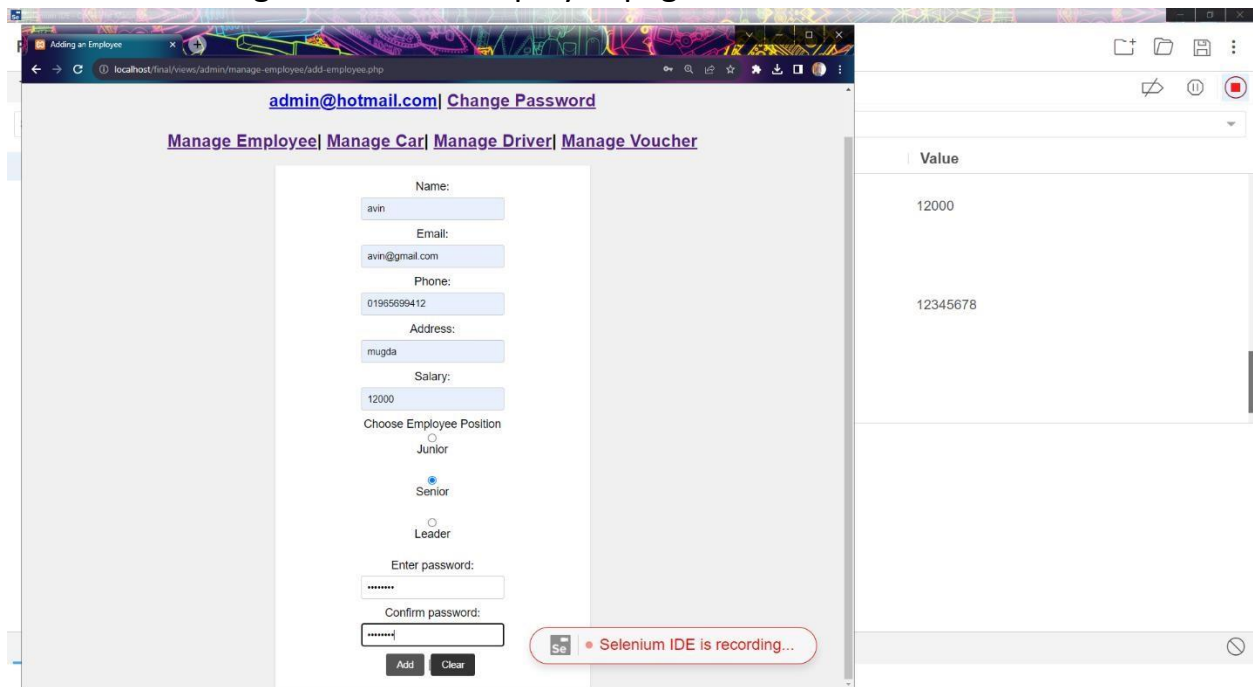 Adding an Employee
localhost/final/views/admin/manage-employee/add-employee.php
admin@hotmail.com| Change Password
Manage Employee| Manage Car| Manage Driver| Manage Voucher
Name:
avin
Email:
avin@gmail.com
Phone:
01965699412
Address:
mugda
Salary:
12000
Choose Employee Position
Junior
Senior
Leader
Enter password:
••••••••
Confirm password:
••••••••
Add | Clear
Se Selenium IDE is recording...
Value
12000
12345678